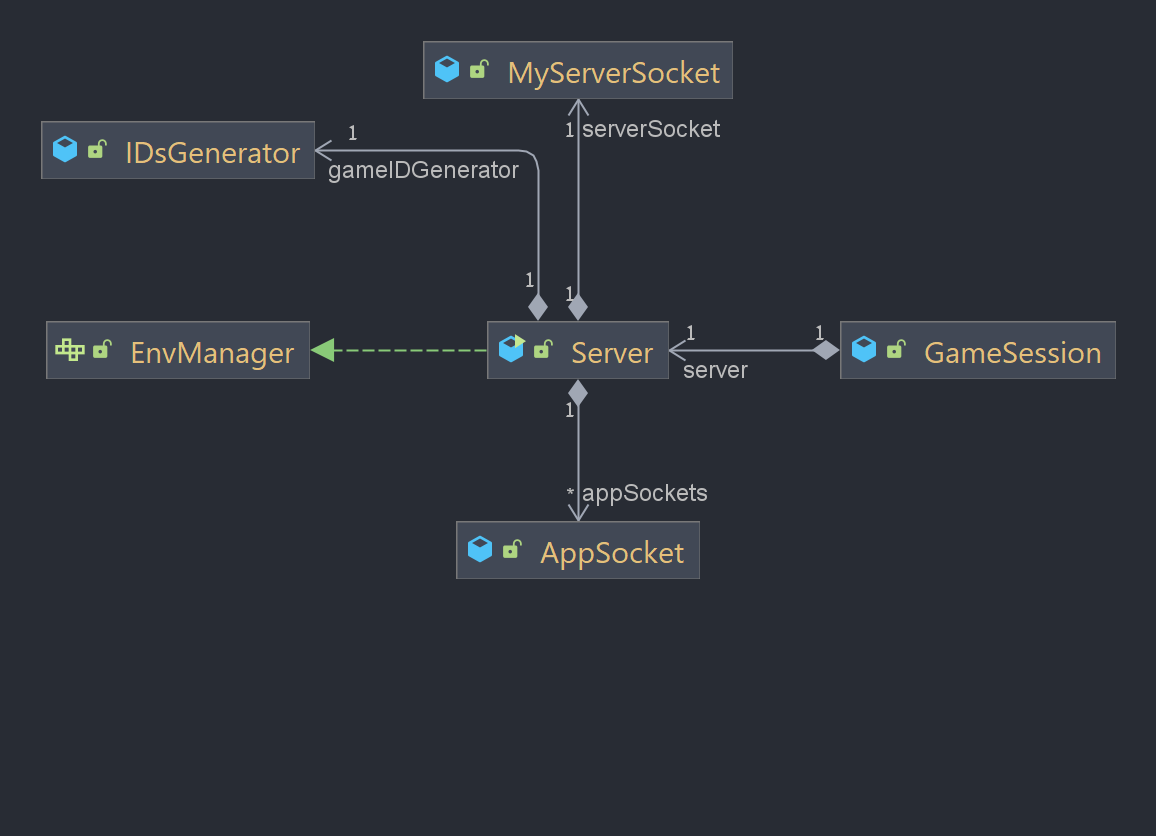 MyServerSocket
1 serverSocket
IDsGenerator
1
gameIDGenerator
1
1
EnvManager
Server
1
server
1
GameSession
1
* appSockets
AppSocket